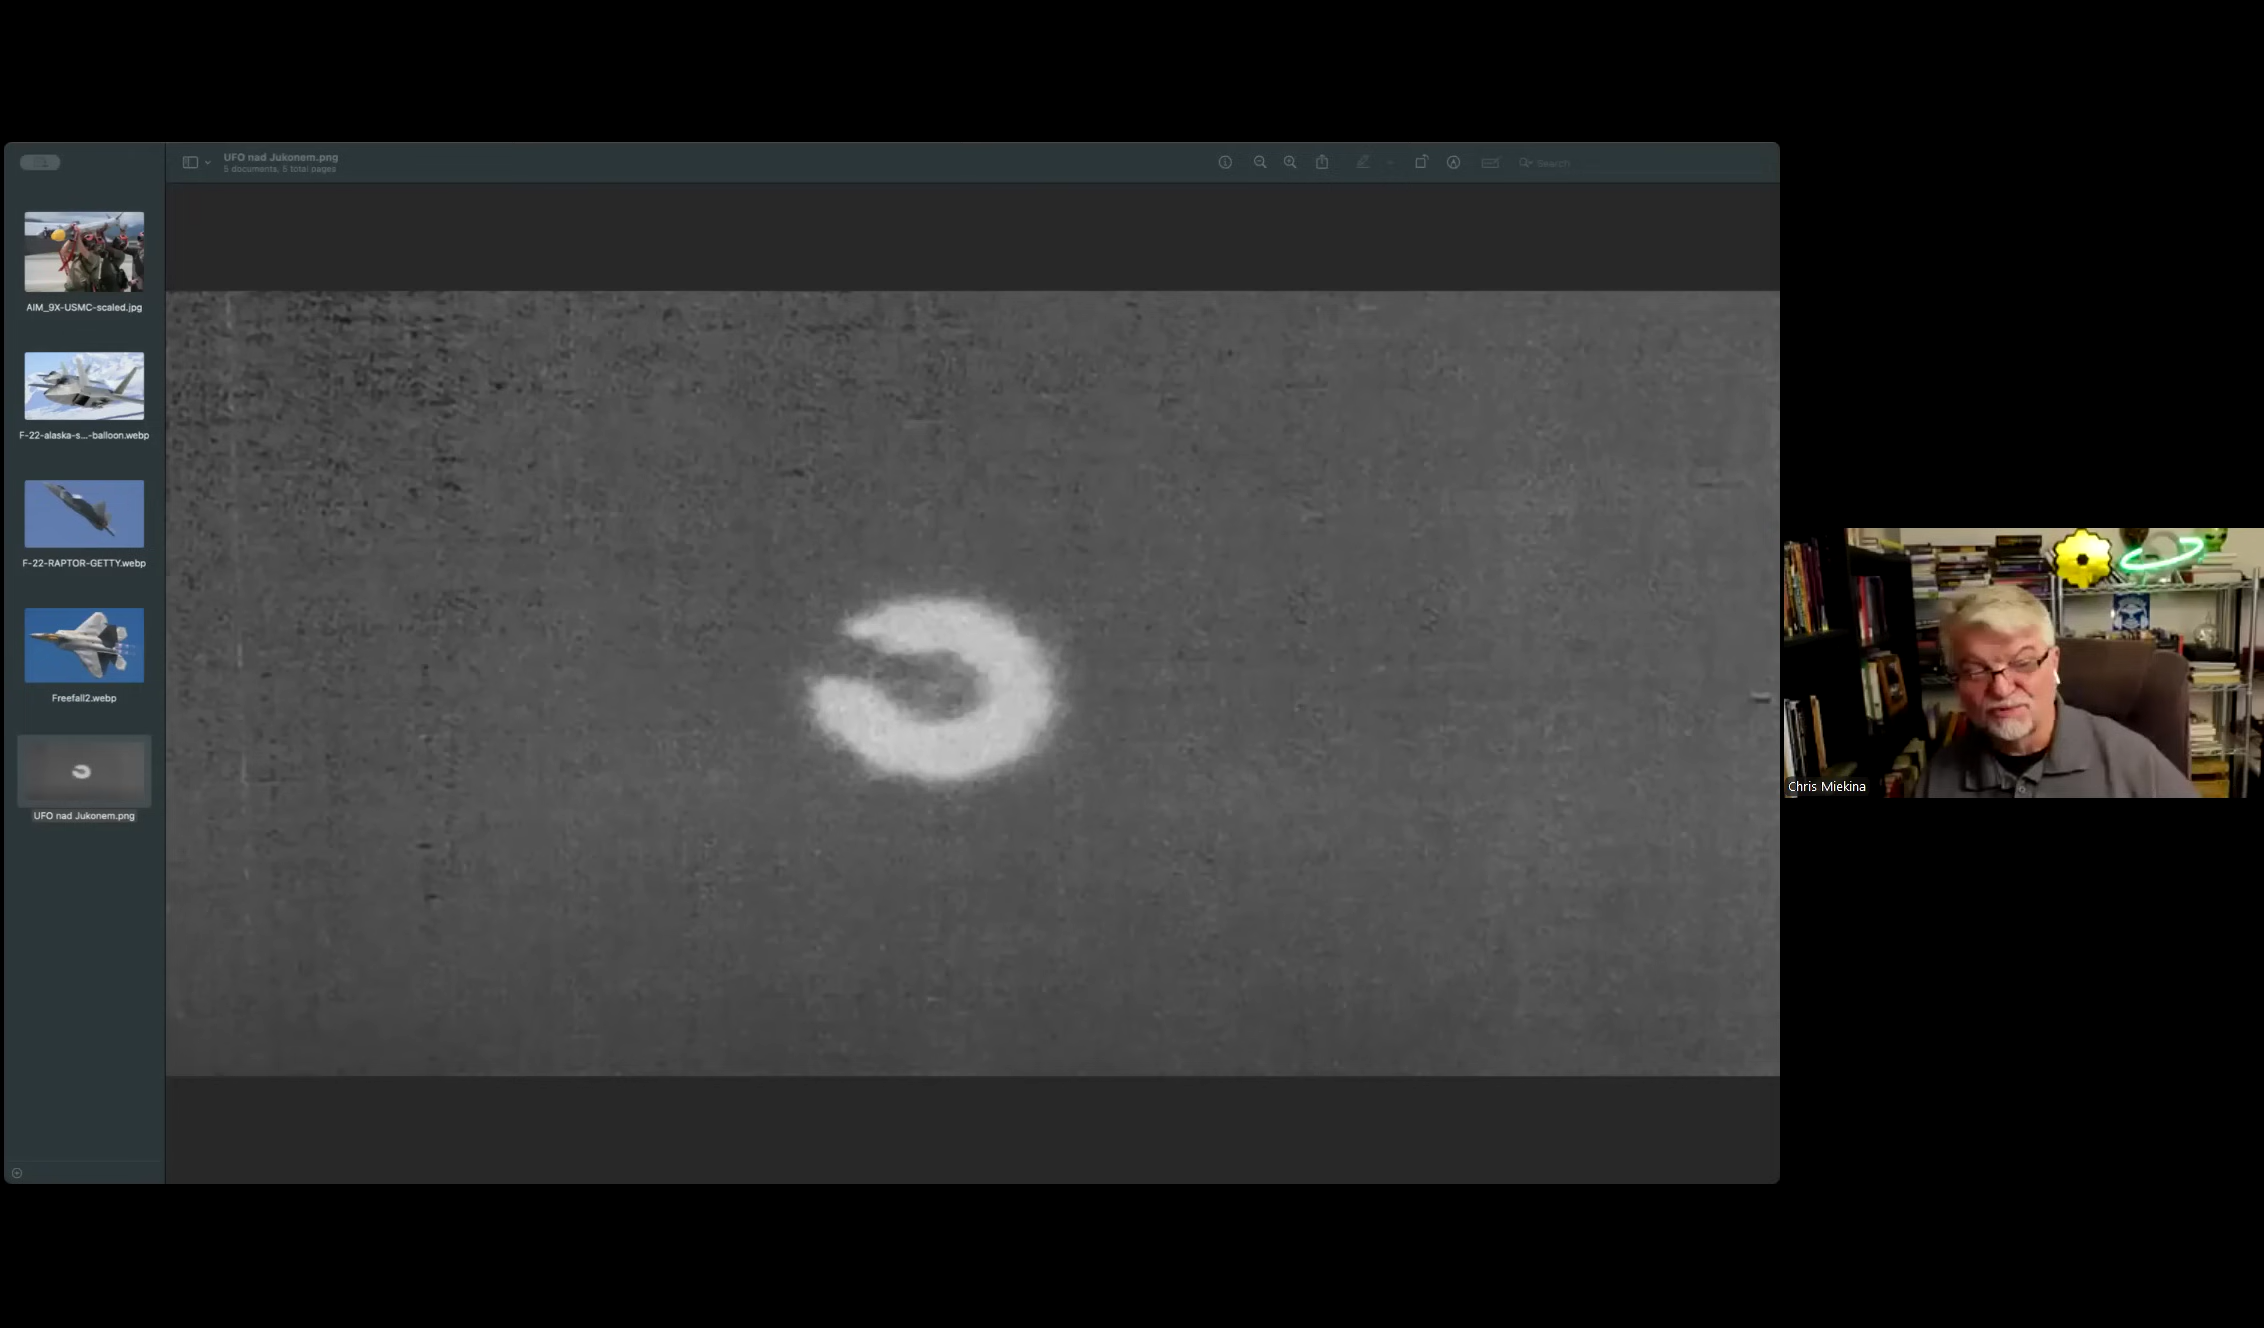 UFO nad Jukonem.png
5 documents, 5 total pages
Search
AIM_9X-USMC-scaled.jpg
F-22-alaska-s...-balloon.webp
F-22-RAPTOR-GETTY.webp
Freefall2.webp
UFO nad Jukonem.png
Chris Miekina